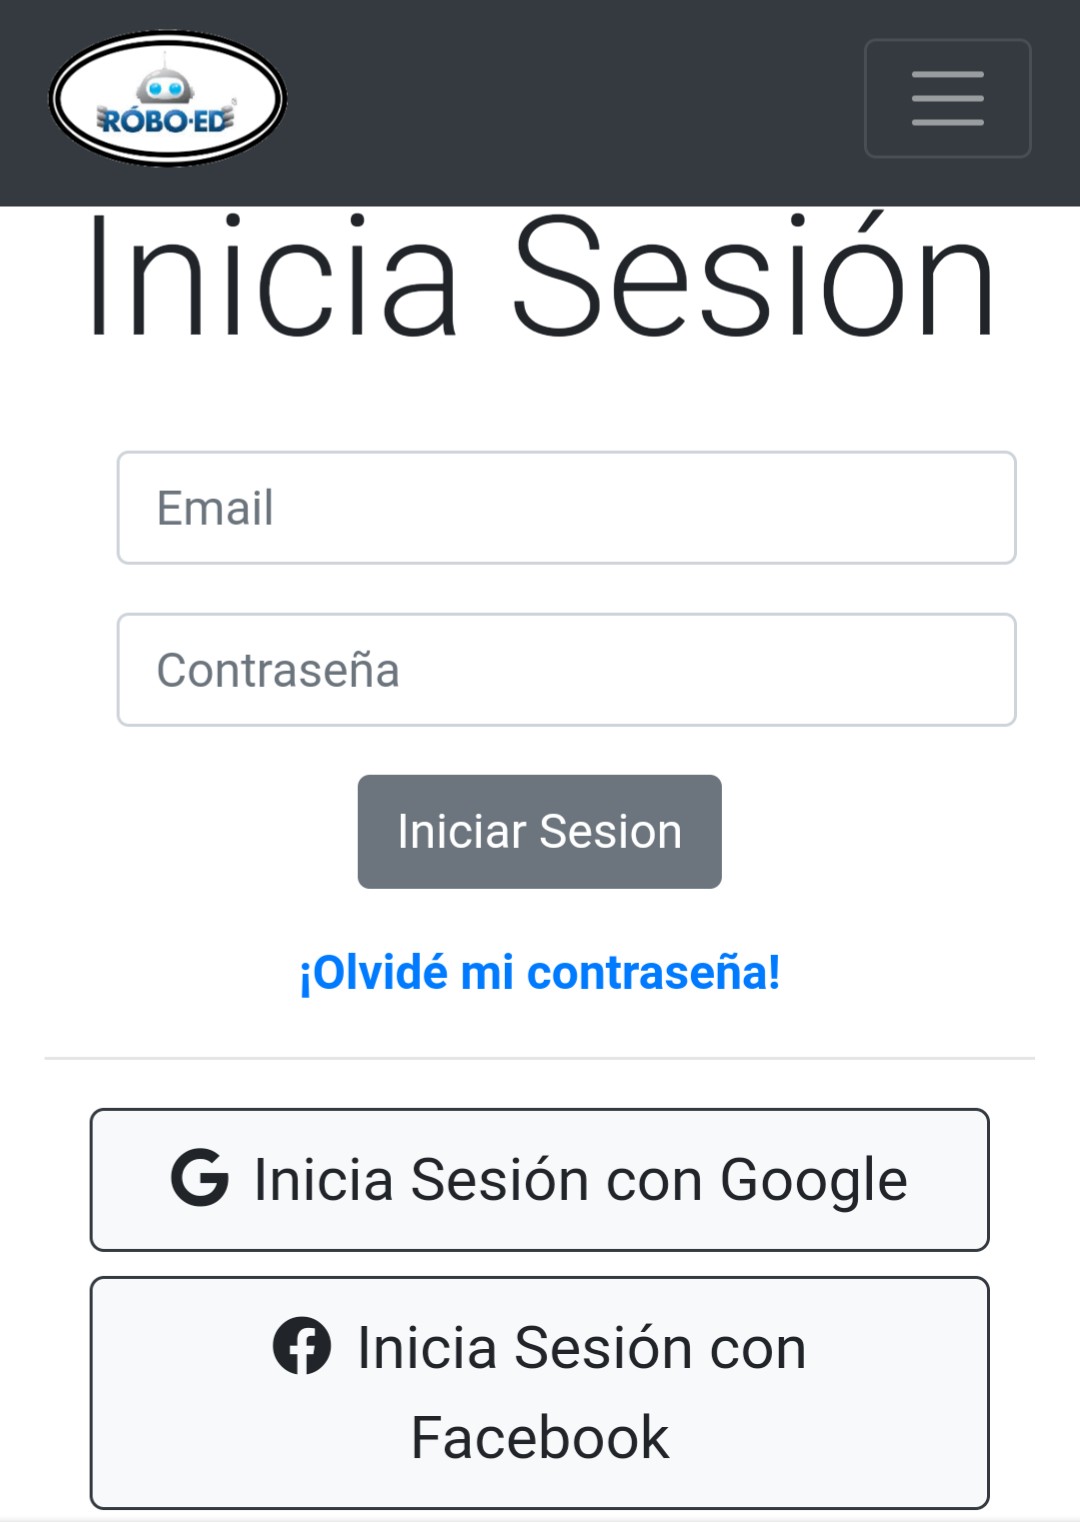 RÓBO·ED
Inicia Sesión
Email
Contraseña
Iniciar Sesion
¡Olvidé mi contraseña!
Inicia Sesión con Google
Inicia Sesión con
Facebook